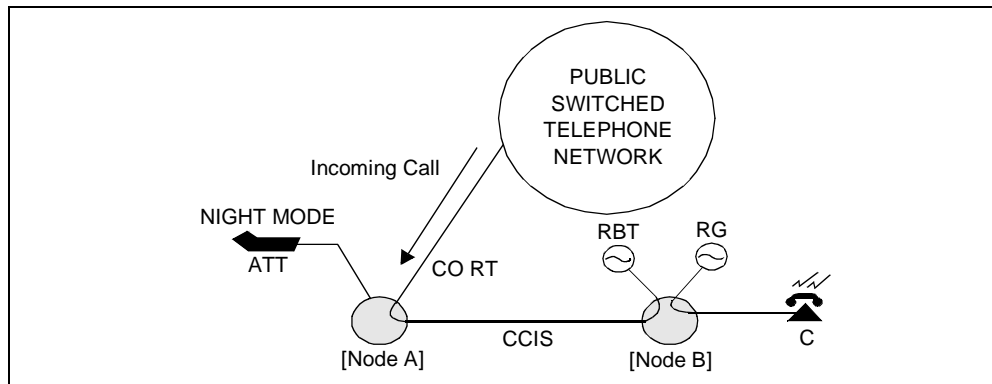 PUBLIC
SWITCHED
TELEPHONE
NETWORK
Incoming Call
NIGHT MODE
ATT
RBT
RG
CO RT
CCIS
C
[Node A]
[Node B]